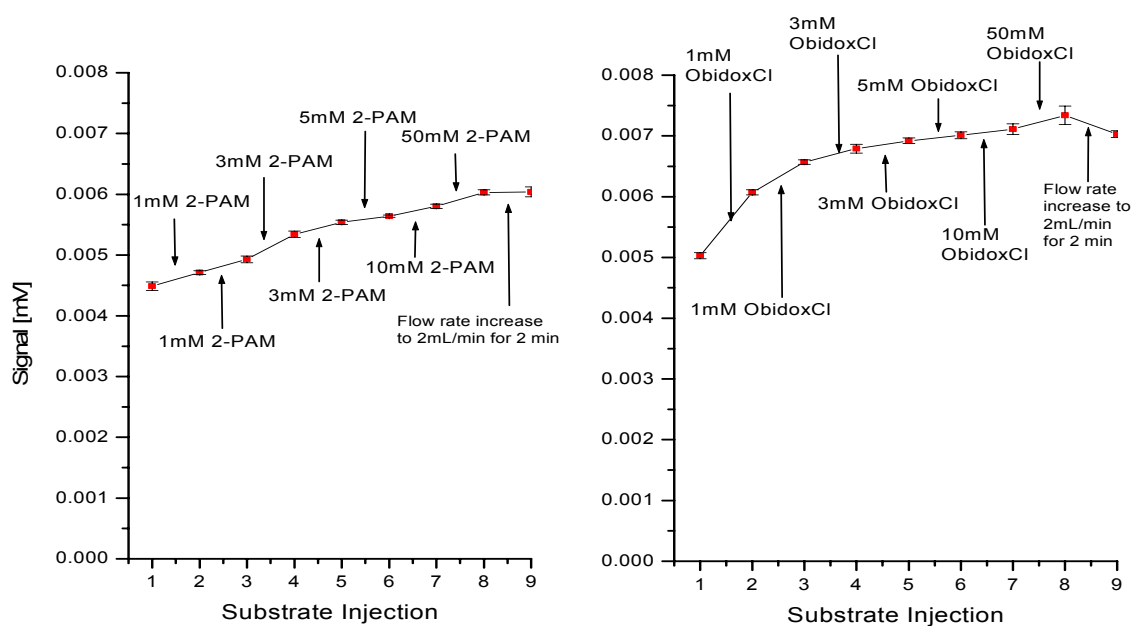 0.008
0.007
0.006
0.005
0.004
0.003
0.002
0.001
0.000
Signal [mV]
5mM 2-PAM
50mM 2-PAM
3mM 2-PAM
1mM 2-PAM
10mM 2-PAM
3mM 2-PAM
Flow rate increase
to 2mL/min for 2 min
1mM 2-PAM
1 2 3 4 5 6 7 8 9
Substrate Injection
3mM
ObidoxCl
50mM
ObidoxCl
1mM
ObidoxCl
5mM ObidoxCl
0.008
0.007
0.006
0.005
0.004
0.003
0.002
0.001
0.000
3mM ObidoxCl
Flow rate
increase to
2mL/min
for 2 min
10mM
ObidoxCl
1mM ObidoxCl
1 2 3 4 5 6 7 8 9
Substrate Injection